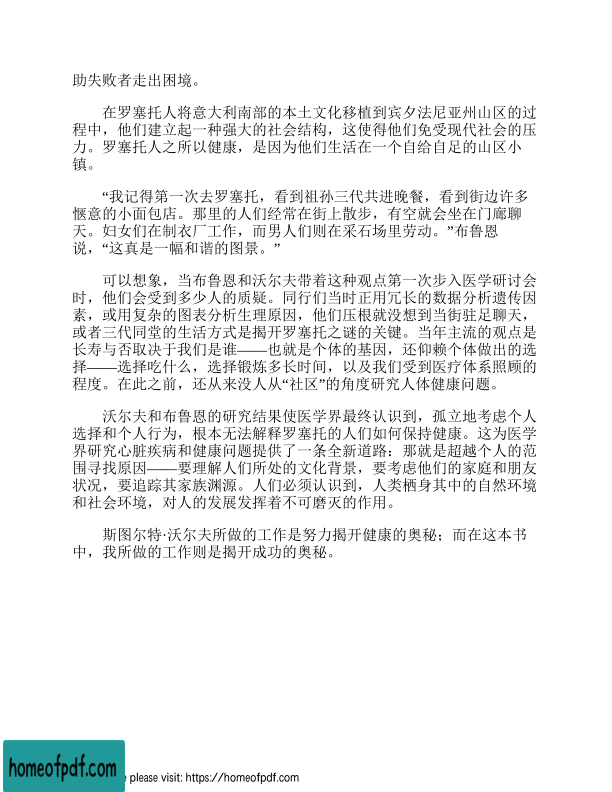 助失败者走出困境。
在罗塞托人将意大利南部的本土文化移植到宾夕法尼亚州山区的过
程中，他们建立起一种强大的社会结构，这使得他们免受现代社会的压
力。罗塞托人之所以健康，是因为他们生活在一个自给自足的山区小
镇。
“我记得第一次去罗塞托，看到祖孙三代共进晚餐，看到街边许多
惬意的小面包店。那里的人们经常在街上散步，有空就会坐在门廊聊
天。妇女们在制衣厂工作，而男人们则在采石场里劳动。”布鲁恩
说，“这真是一幅和谐的图景。”
可以想象，当布鲁恩和沃尔夫带着这种观点第一次步入医学研讨会
时，他们会受到多少人的质疑。同行们当时正用冗长的数据分析遗传因
素，或用复杂的图表分析生理原因，他们压根就没想到当街驻足聊天，
或者三代同堂的生活方式是揭开罗塞托之谜的关键。当年主流的观点是
长寿与否取决于我们是谁——也就是个体的基因，还仰赖个体做出的选
择——选择吃什么，选择锻炼多长时间，以及我们受到医疗体系照顾的
程度。在此之前，还从来没人从“社区”的角度研究人体健康问题。
沃尔夫和布鲁恩的研究结果使医学界最终认识到，孤立地考虑个人
选择和个人行为，根本无法解释罗塞托的人们如何保持健康。这为医学
界研究心脏疾病和健康问题提供了一条全新道路：那就是超越个人的范
围寻找原因——要理解人们所处的文化背景，要考虑他们的家庭和朋友
状况，要追踪其家族渊源。人们必须认识到，人类栖身其中的自然环境
和社会环境，对人的发展发挥着不可磨灭的作用。
斯图尔特·沃尔夫所做的工作是努力揭开健康的奥秘；而在这本书
中，我所做的工作则是揭开成功的奥秘。
homeofpdf.com
e please visit: https://homeofpdf.com